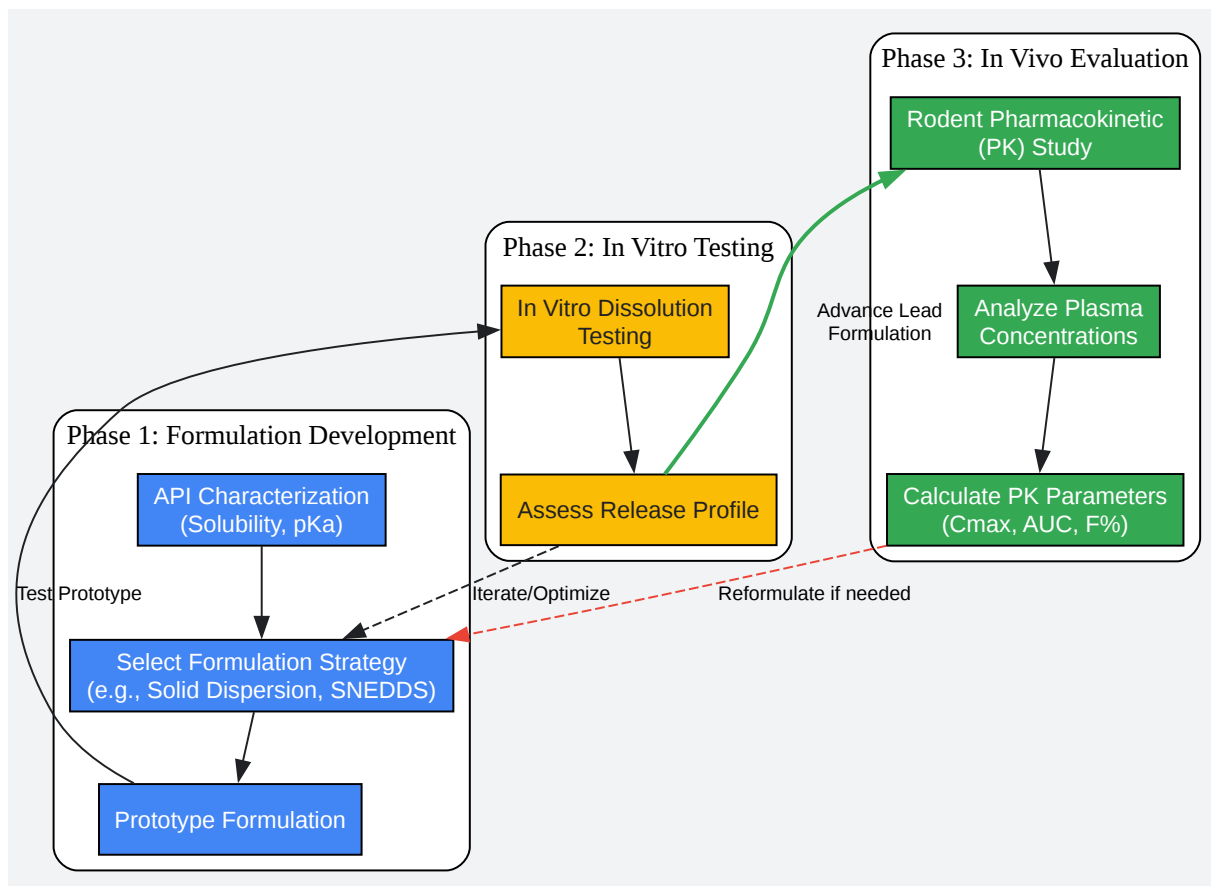 Phase 1: Formulation Development
API Characterization
(Solubility, pKa)
Select Formulation Strategy
(e.g., Solid Dispersion, SNEDDS)
Prototype Formulation
Test Prototype
Phase 2: In Vitro Testing
In Vitro Dissolution
Testing
Assess Release Profile
Iterate/Optimize
Advance Lead
Formulation
Phase 3: In Vivo Evaluation
Rodent Pharmacokinetic
(PK) Study
Analyze Plasma
Concentrations
Calculate PK Parameters
(Cmax, AUC, F%)
Reformulate if needed